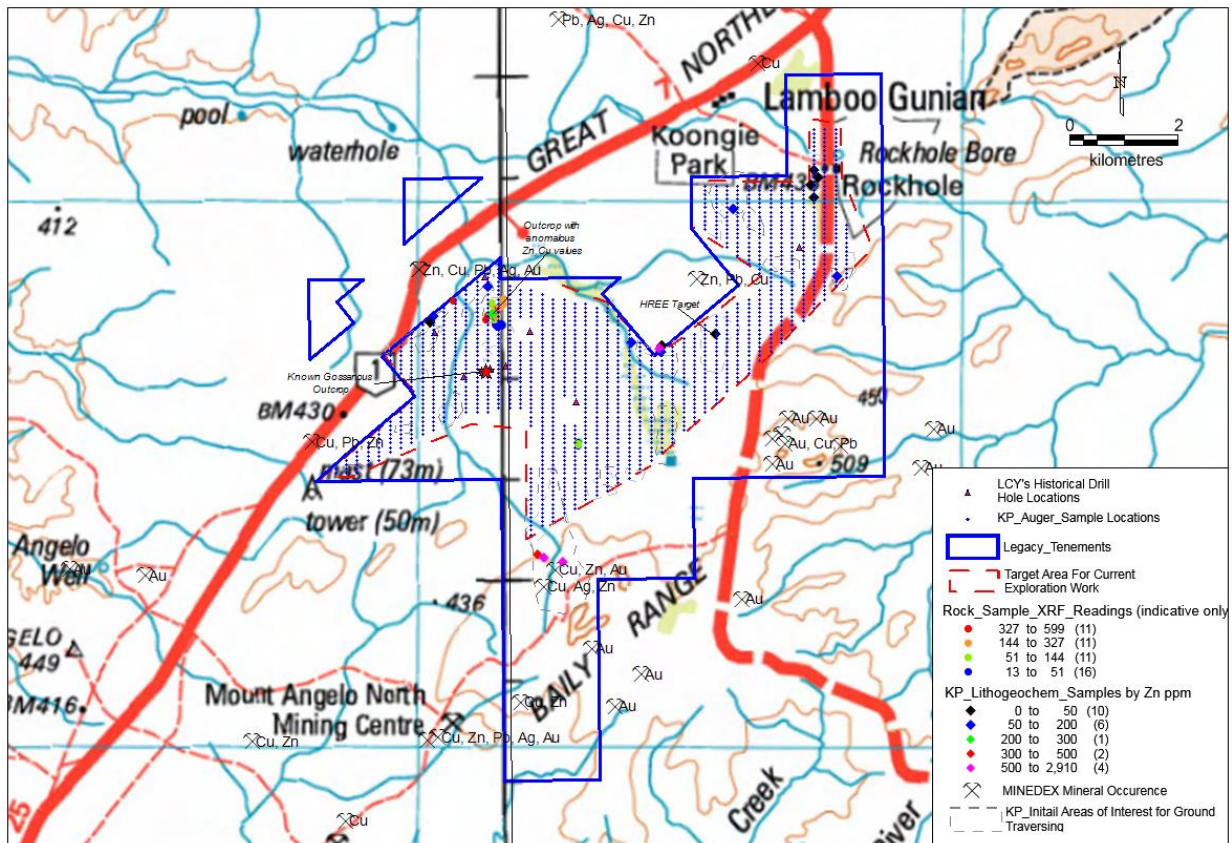 Pb, Ag, Cu, Zn
Cu
GREAT
NORTHE
N
0 2
kilometres
pool
waterhole
Lamboo Gunian
Koongie
Park
Rockhole Bore
BM43
Rockhole
412
Outcrop with
anomalous
Zn, Cu values
Zn, Cu, Pb, Ag, Au
Zn, Pb, Cu
HREE Target
1
Known Gossanous
Outcrop
BM430
Cu, Pb, Zn
mast (73m)
tower (50m)
Au
Au
Au, Cu, Pb
Au
509
Au
Au
Angelo
Well
Au
Au
Cu, Zn, Au
Cu, Ag, Zn
436
RANGE
Au
GELO
449
Au
Au
BAILY
BM416
Mount Angelo North
Mining Centre
Cu, Zn
Au
Cu, Zn
Cu, Zn, Pb, Ag, Au
Cu
25
Creek
River
LCY's Historical Drill
Hole Locations
KP_Auger_Sample Locations
Legacy_Tenements
Target Area For Current
Exploration Work
Rock_Sample_XRF_Readings (indicative only
327 to 599 (11)
144 to 327 (11)
51 to 144 (11)
13 to 51 (16)
KP_Lithogeochem_Samples by Zn ppm
0 to 50 (10)
50 to 200 (6)
200 to 300 (1)
300 to 500 (2)
500 to 2,910 (4)
MINEDEX Mineral Occurence
KP_Initail Areas of Interest for Ground
Traversing